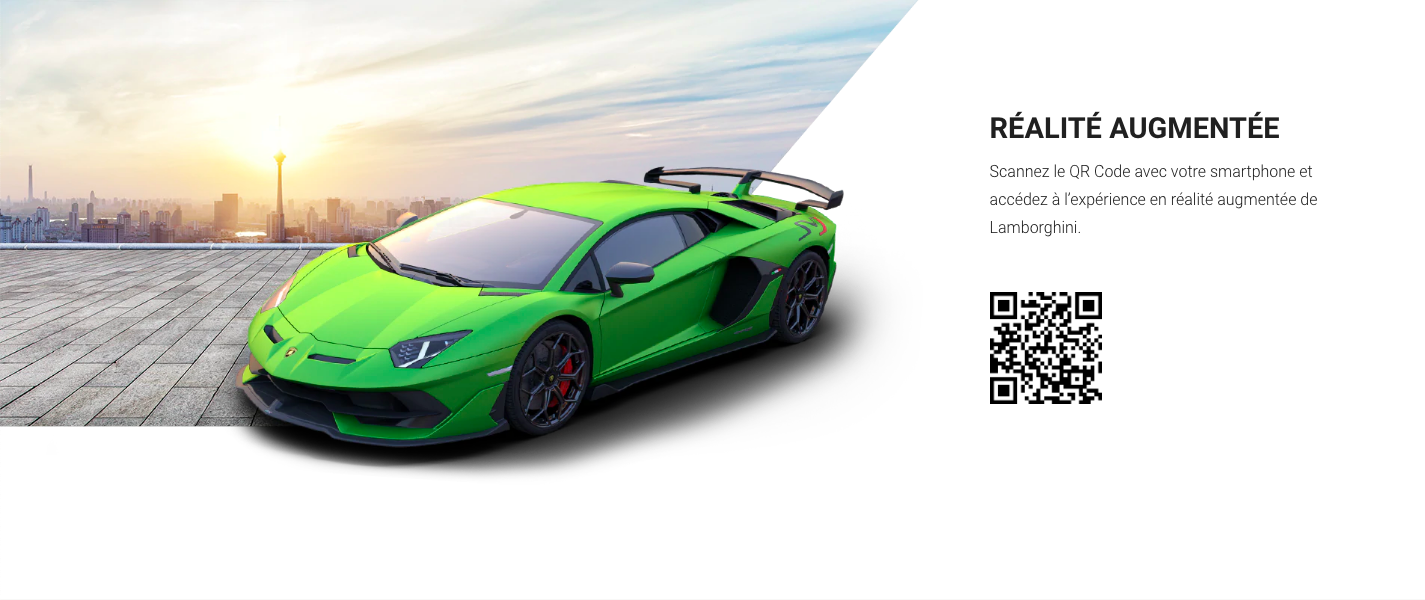 RÉALITÉ AUGMENTÉE
Scannez le QR Code avec votre smartphone et
accédez à l’expérience en réalité augmentée de
Lamborghini.